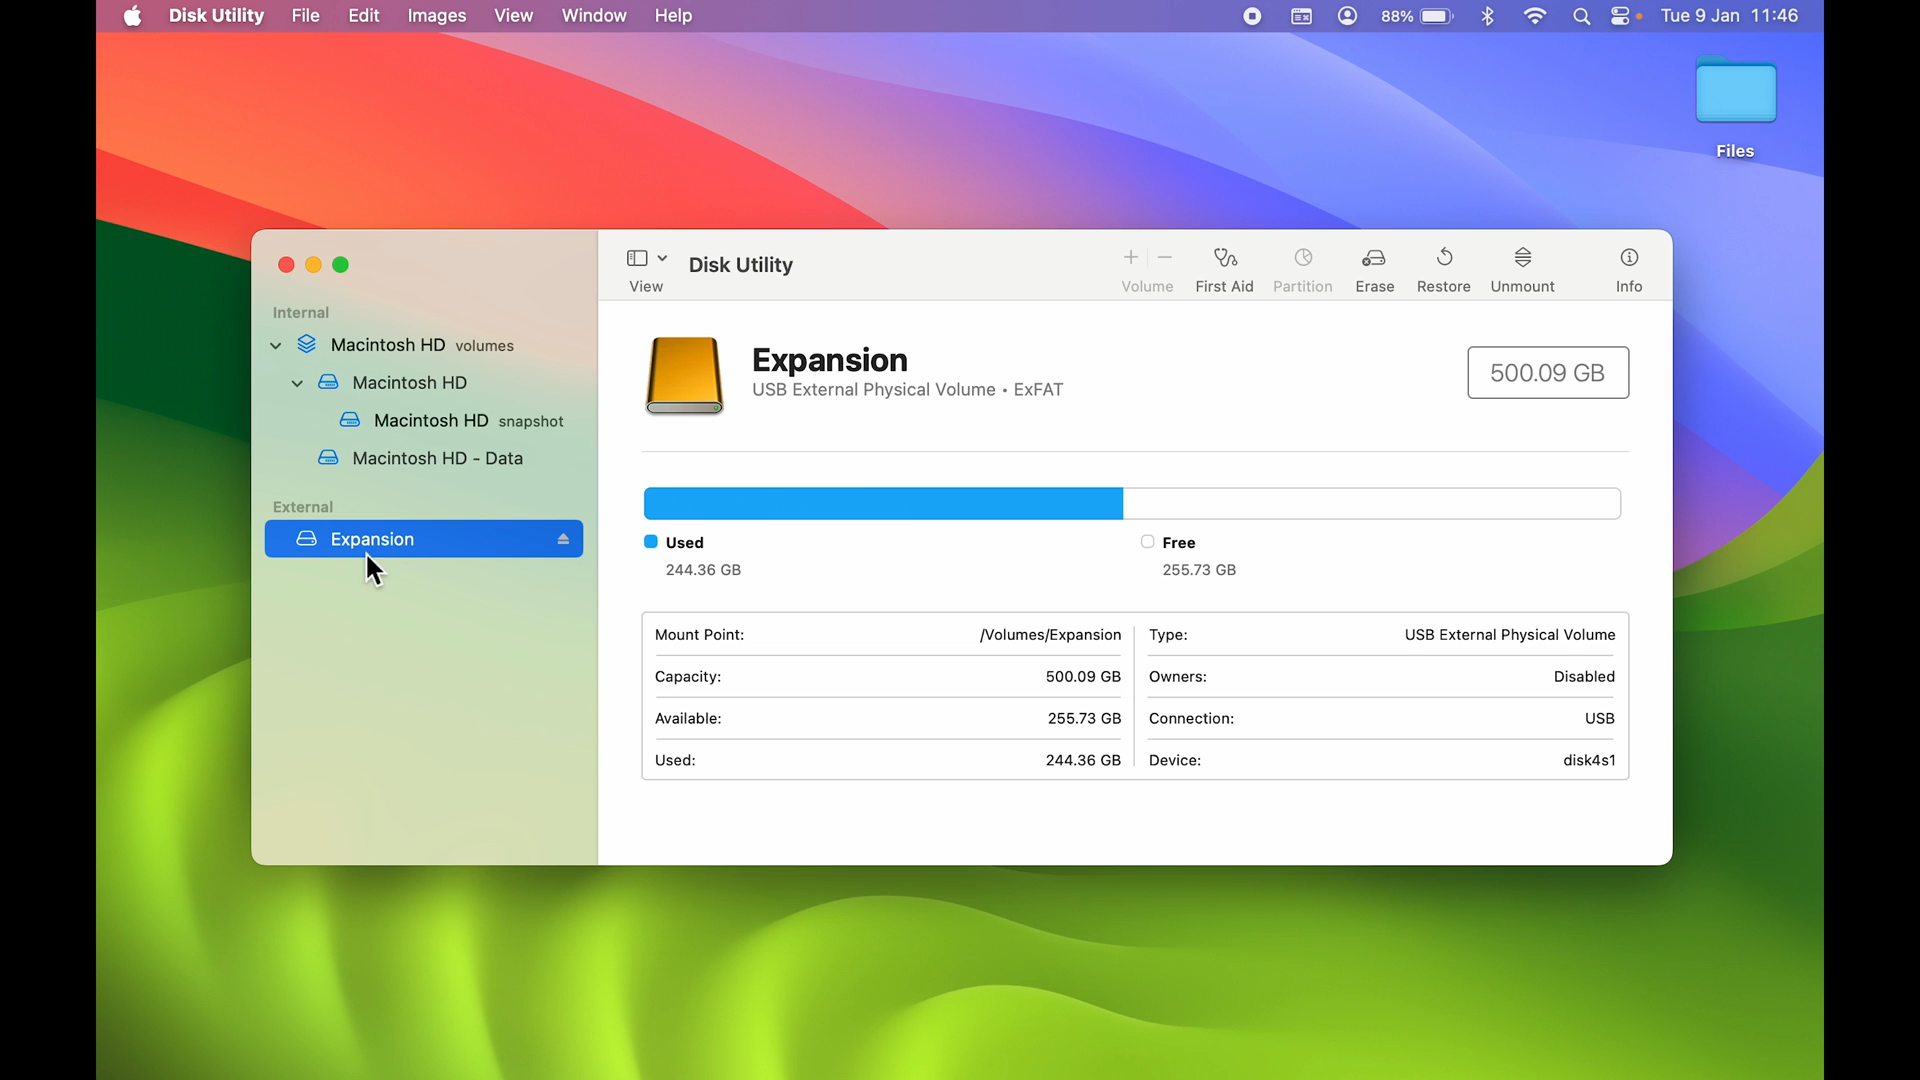 Disk Utility File Edit Images View Window Help 88% Tue 9 Jan 11:46
Files
Disk Utility
View
Volume First Aid Partition Erase Restore Unmount Info
Internal
Macintosh HD volumes
Macintosh HD
Macintosh HD snapshot
Macintosh HD - Data
External
Expansion
Expansion
USB External Physical Volume • ExFAT
500.09 GB
Used
244.36 GB
Free
255.73 GB
Mount Point: /Volumes/Expansion
Capacity: 500.09 GB
Available: 255.73 GB
Used: 244.36 GB
Type: USB External Physical Volume
Owners: Disabled
Connection: USB
Device: disk4s1